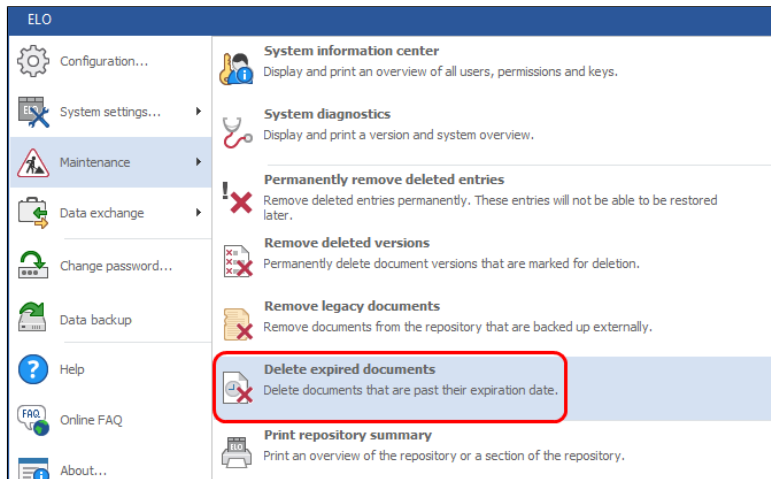 ELO
Configuration...
System settings...
Maintenance
Data exchange
Change password...
Data backup
Help
Online FAQ
About...
System information center
Display and print an overview of all users, permissions and keys.
System diagnostics
Display and print a version and system overview.
Permanently remove deleted entries
Remove deleted entries permanently. These entries will not be able to be restored
later.
Remove deleted versions
Permanently delete document versions that are marked for deletion.
Remove legacy documents
Remove documents from the repository that are backed up externally.
Delete expired documents
Delete documents that are past their expiration date.
Print repository summary
Print an overview of the repository or a section of the repository.